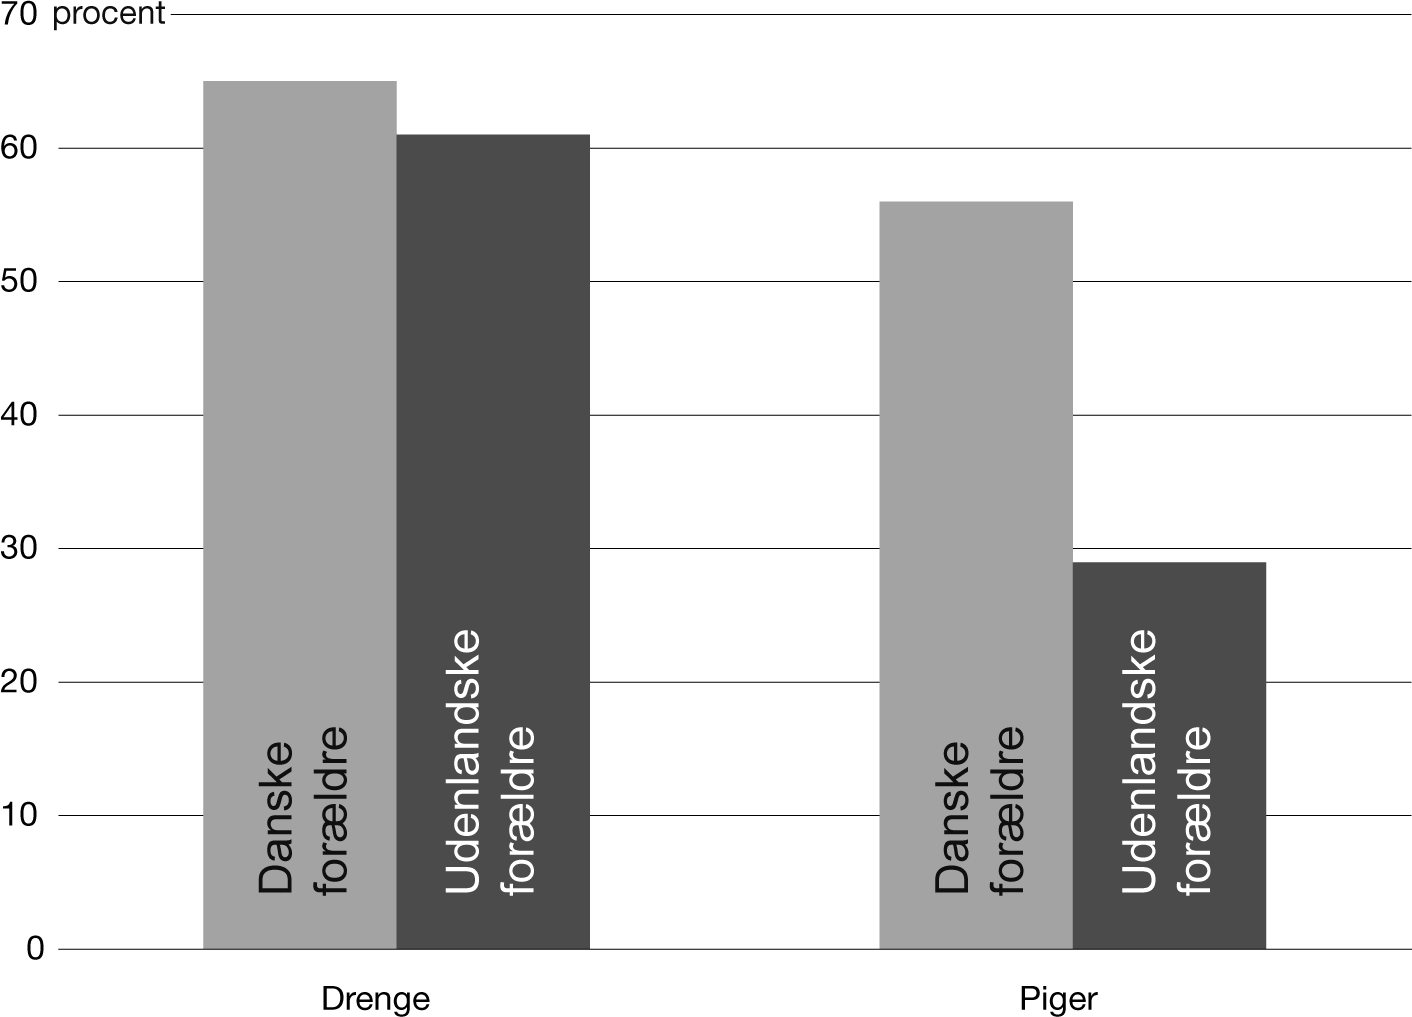 70 procent
60
50
40
30
20
10
0
Danske
forældre
Udenlandske
forældre
Danske
forældre
Udenlandske
forældre
Drenge
Piger